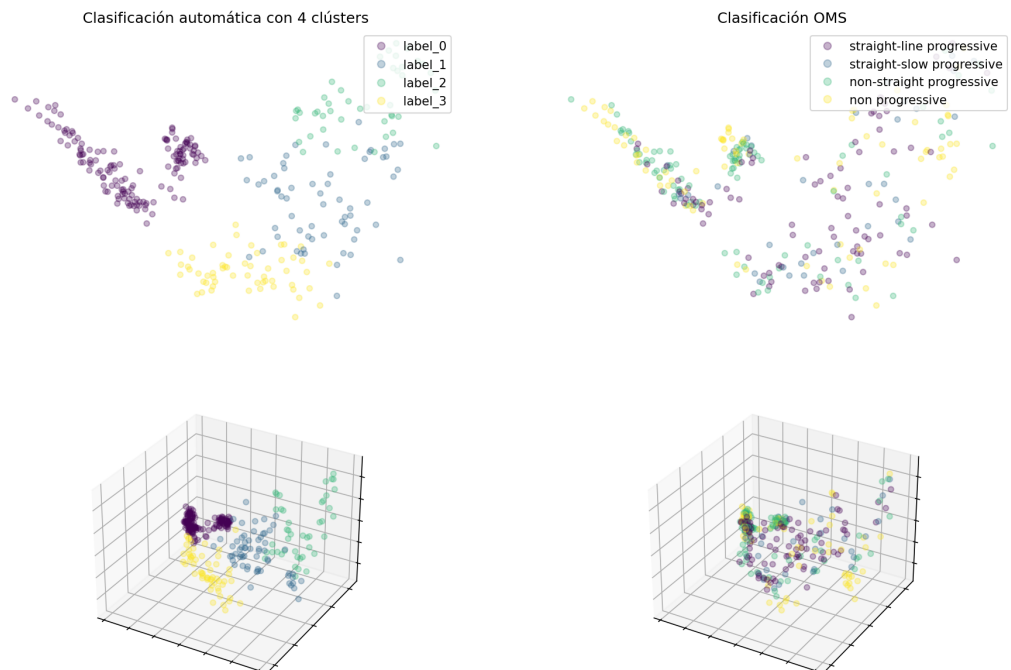 Clasificación automática con 4 clústers
label_0
label_1
label_2
label_3
Clasificación OMS
straight-line progressive
straight-slow progressive
non-straight progressive
non progressive